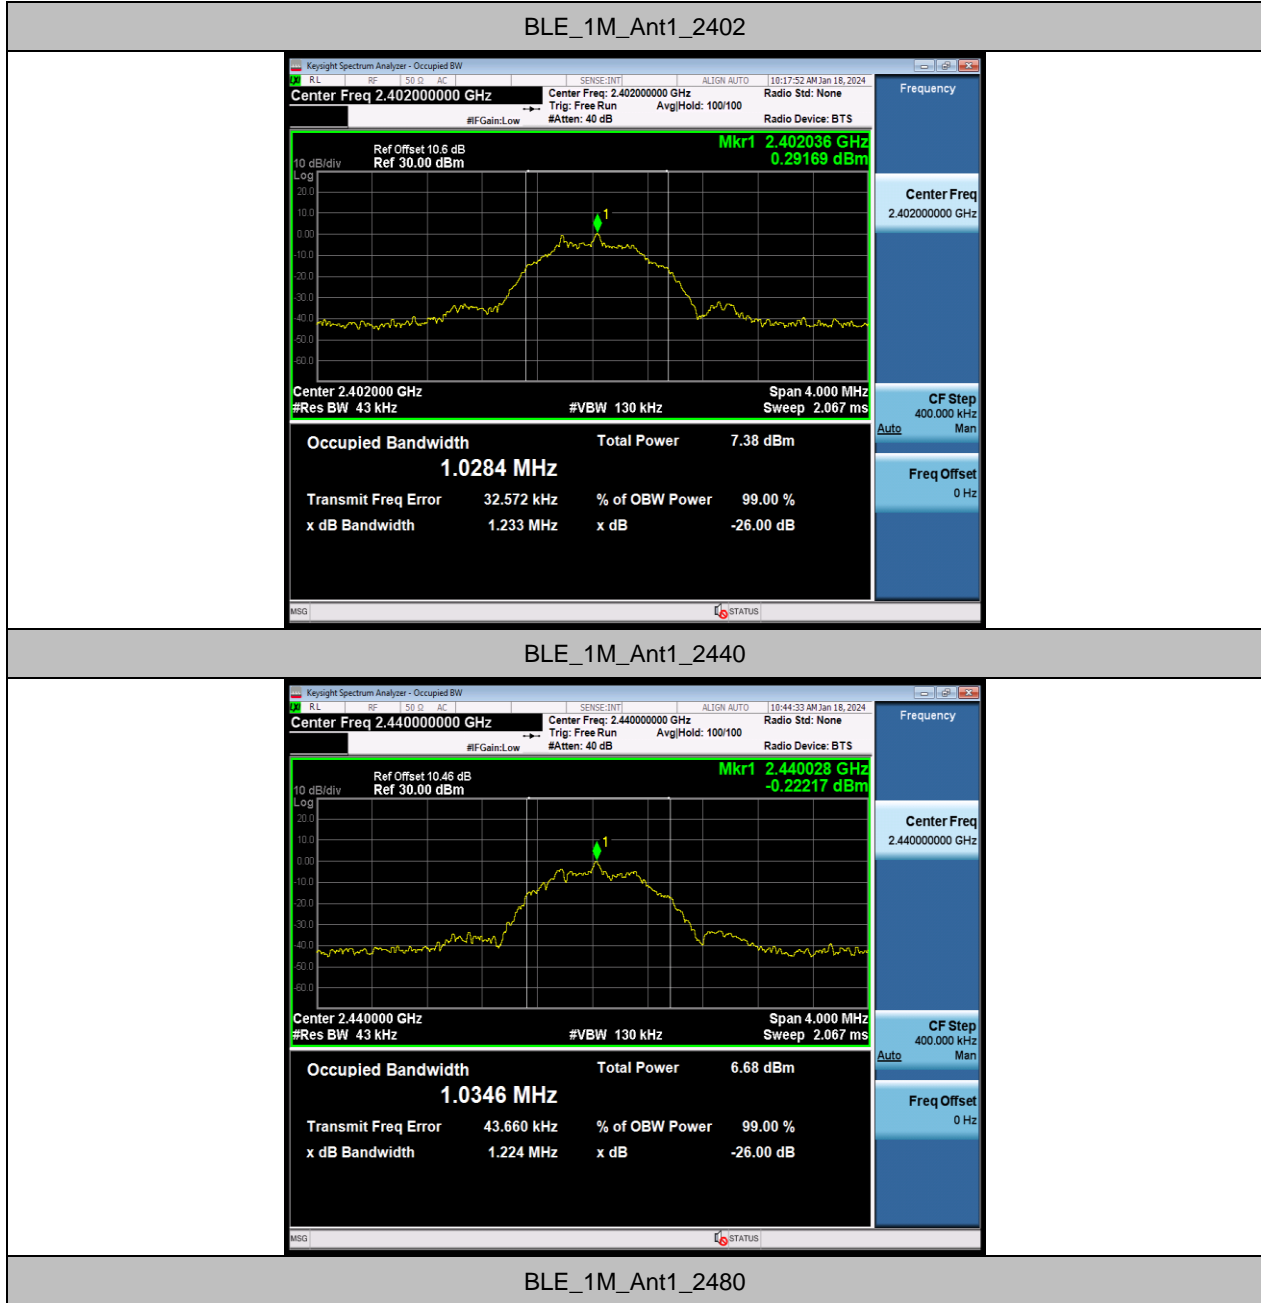 BLE_1M_Ant1_2402
Keysight Spectrum Analyzer - Occupied BW
RL RF 50 Ω AC SENSE:INT ALIGN AUTO 10:17:52 AM Jan 18, 2024
Center Freq 2.402000000 GHz Center Freq: 2.402000000 GHz Radio Std: None Frequency
Trig: Free Run Avg|Hold: 100/100
#IFGain:Low #Atten: 40 dB Radio Device: BTS
Mkr1 2.402036 GHz
Ref Offset 10.6 dB 0.29169 dBm
10 dB/div Ref 30.00 dBm
Log
20.0
10.0
0.00
-10.0
-20.0
-30.0
-40.0
-50.0
-60.0
1
Center Freq
2.402000000 GHz
Center 2.402000 GHz Span 4.000 MHz
#Res BW 43 kHz #VBW 130 kHz Sweep 2.067 ms
CF Step
400.000 kHz
Auto Man
Occupied Bandwidth Total Power 7.38 dBm
1.0284 MHz
Freq Offset
0 Hz
Transmit Freq Error 32.572 kHz % of OBW Power 99.00 %
x dB Bandwidth 1.233 MHz x dB -26.00 dB
MSG STATUS
BLE_1M_Ant1_2440
Keysight Spectrum Analyzer - Occupied BW
RL RF 50 Ω AC SENSE:INT ALIGN AUTO 10:44:33 AM Jan 18, 2024
Center Freq 2.440000000 GHz Center Freq: 2.440000000 GHz Radio Std: None Frequency
Trig: Free Run Avg|Hold: 100/100
#IFGain:Low #Atten: 40 dB Radio Device: BTS
Mkr1 2.440028 GHz
Ref Offset 10.46 dB -0.22217 dBm
10 dB/div Ref 30.00 dBm
Log
20.0
10.0
0.00
-10.0
-20.0
-30.0
-40.0
-50.0
-60.0
1
Center Freq
2.440000000 GHz
Center 2.440000 GHz Span 4.000 MHz
#Res BW 43 kHz #VBW 130 kHz Sweep 2.067 ms
CF Step
400.000 kHz
Auto Man
Occupied Bandwidth Total Power 6.68 dBm
1.0346 MHz
Freq Offset
0 Hz
Transmit Freq Error 43.660 kHz % of OBW Power 99.00 %
x dB Bandwidth 1.224 MHz x dB -26.00 dB
MSG STATUS
BLE_1M_Ant1_2480